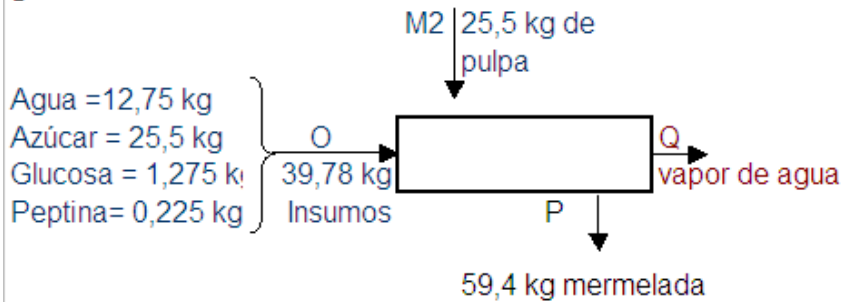 M2 25,5 kg de
pulpa
Agua =12,75 kg
Azúcar = 25,5 kg
Glucosa = 1,275 kg
Peptina= 0,225 kg
O
39,78 kg
Insumos
Q
vapor de agua
P
59,4 kg mermelada